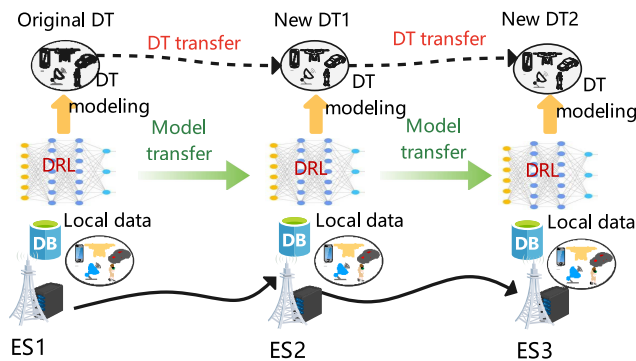 Original DT
New DT1
New DT2
DT transfer
DT transfer
DT
modeling
DT
modeling
DT
modeling
Model
transfer
Model
transfer
DRL
DRL
DRL
Local data
Local data
Local data
DB
DB
DB
ES1
ES2
ES3